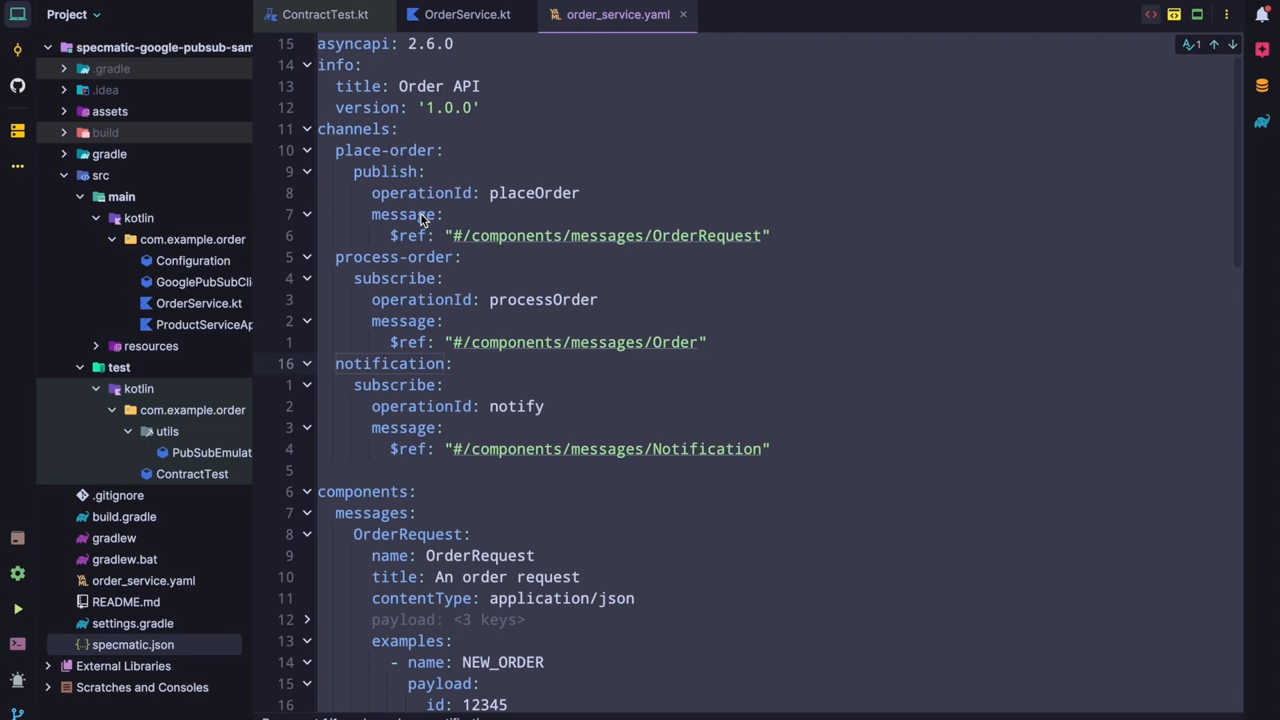 Project
ContractTest.kt
OrderService.kt
order_service.yaml
specmatic-google-pubsub-sam
.gradle
.idea
assets
build
gradle
src
main
kotlin
com.example.order
Configuration
GooglePubSubCli
OrderService.kt
ProductServiceAp
resources
test
kotlin
com.example.order
utils
PubSubEmulat
ContractTest
.gitignore
build.gradle
gradlew
gradlew.bat
order_service.yaml
README.md
settings.gradle
specmatic.json
External Libraries
Scratches and Consoles
1
15 asyncapi: 2.6.0
14 info:
13 title: Order API
12 version: '1.0.0'
11 channels:
10 place-order:
9 publish:
8 operationId: placeOrder
7 message:
6 $ref: "#/components/messages/OrderRequest"
5 process-order:
4 subscribe:
3 operationId: processOrder
2 message:
1 $ref: "#/components/messages/Order"
16 notification:
1 subscribe:
2 operationId: notify
3 message:
4 $ref: "#/components/messages/Notification"
5
6 components:
7 messages:
8 OrderRequest:
9 name: OrderRequest
10 title: An order request
11 contentType: application/json
12 payload: <3 keys>
13 examples:
14 - name: NEW_ORDER
15 payload:
16 id: 12345